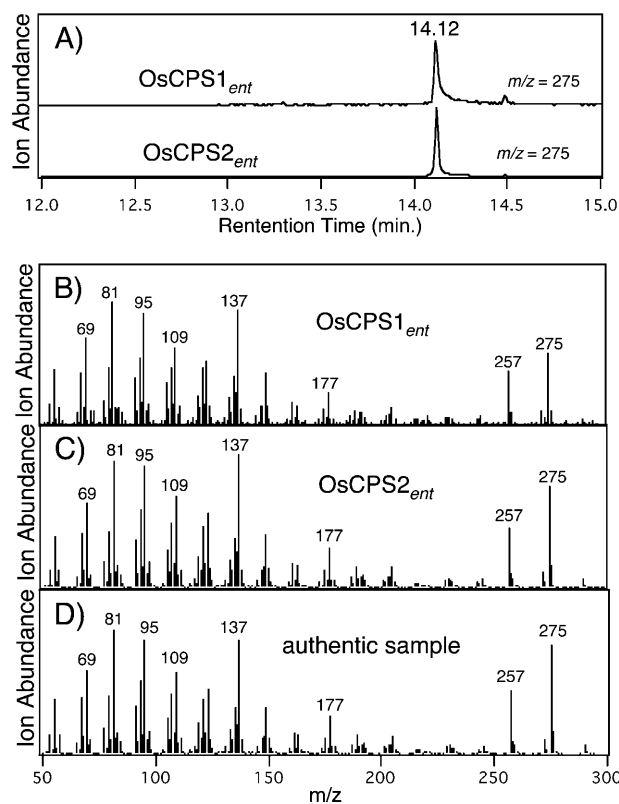 A)
14.12
OsCPS1ent
m/z = 275
OsCPS2ent
m/z = 275
Ion Abundance
12.0 12.5 13.0 13.5 14.0 14.5 15.0
Rentention Time (min.)
B)
81
95
137
69
109
OsCPS1ent
275
257
177
Ion Abundance
C)
81
95
137
69
109
OsCPS2ent
275
257
177
Ion Abundance
D)
81
95
137
69
109
authentic sample
275
257
177
Ion Abundance
50 100 150 200 250 300
m/z